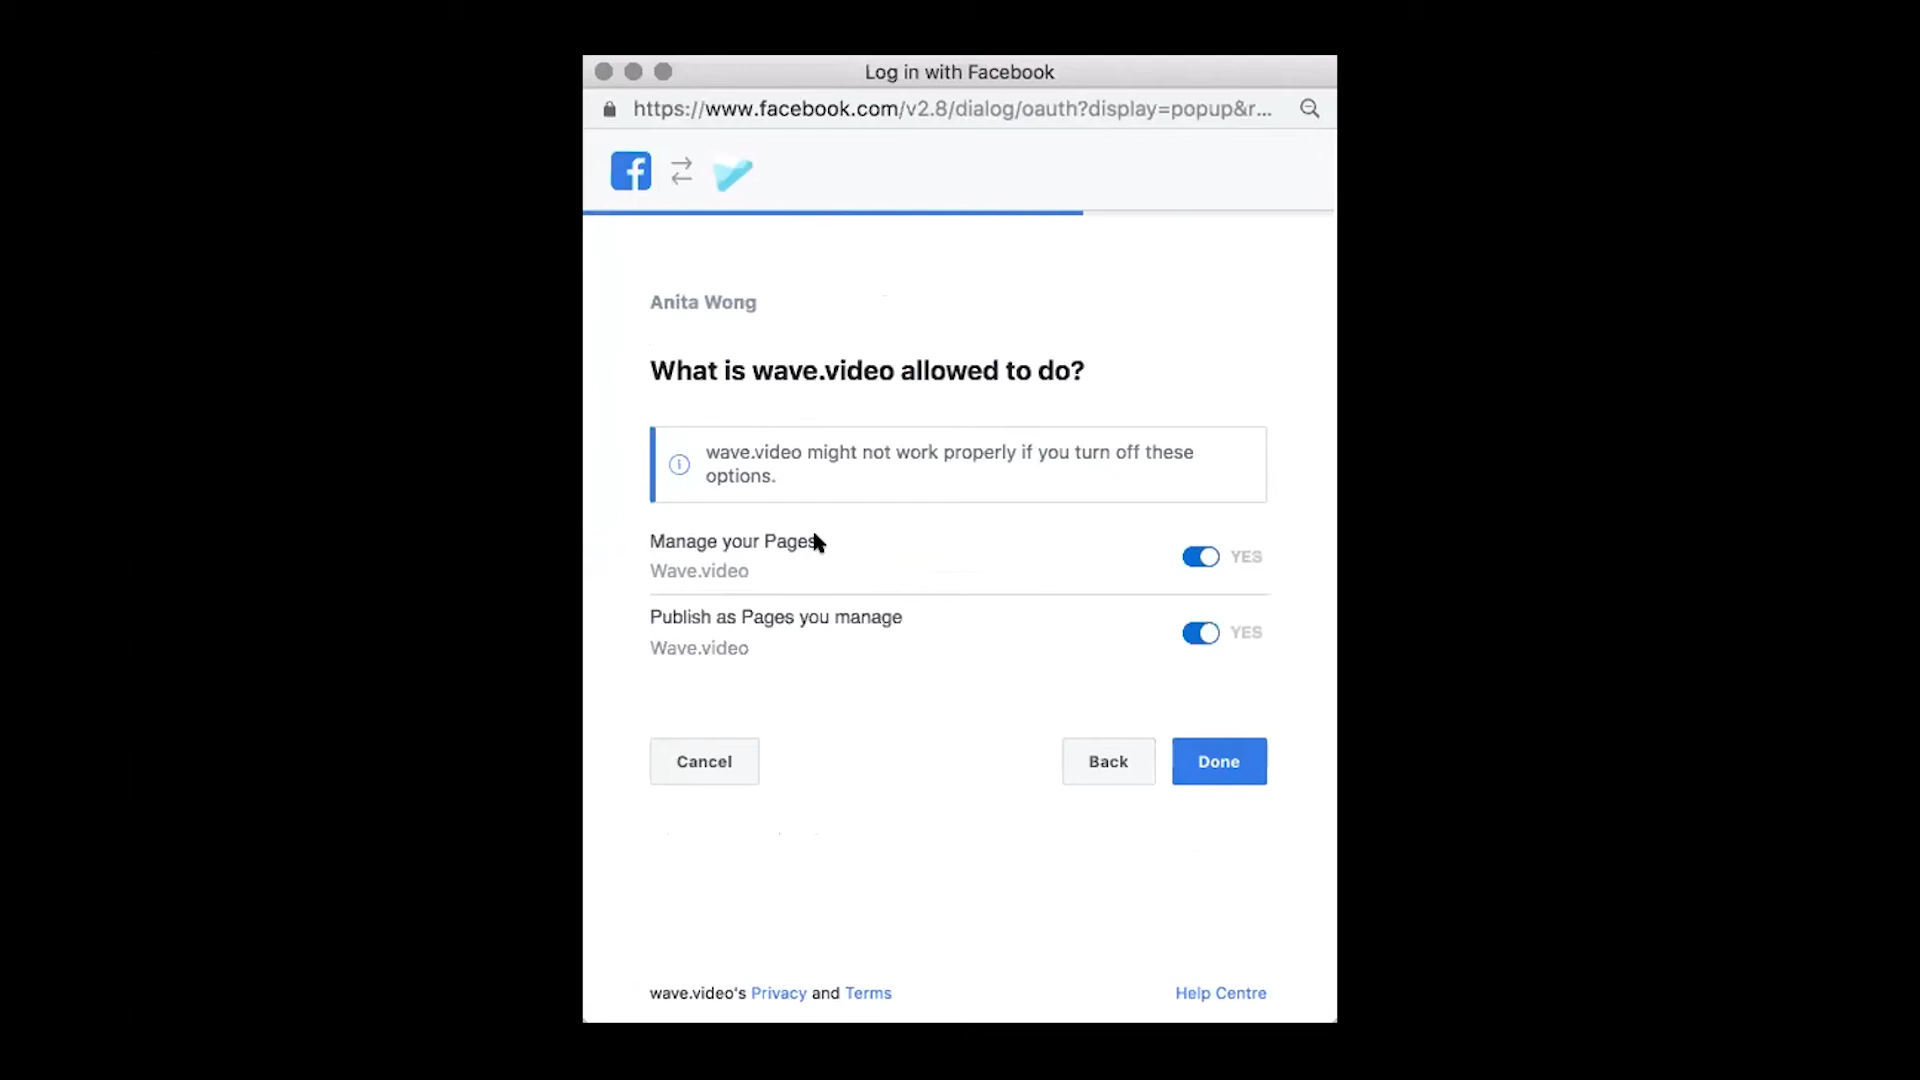 Log in with Facebook
https://www.facebook.com/v2.8/dialog/oauth?display=popup&r...
Anita Wong
What is wave.video allowed to do?
wave.video might not work properly if you turn off these
options.
Manage your Pages
Wave.video
YES
Publish as Pages you manage
Wave.video
YES
Cancel
Back
Done
wave.video's Privacy and Terms
Help Centre